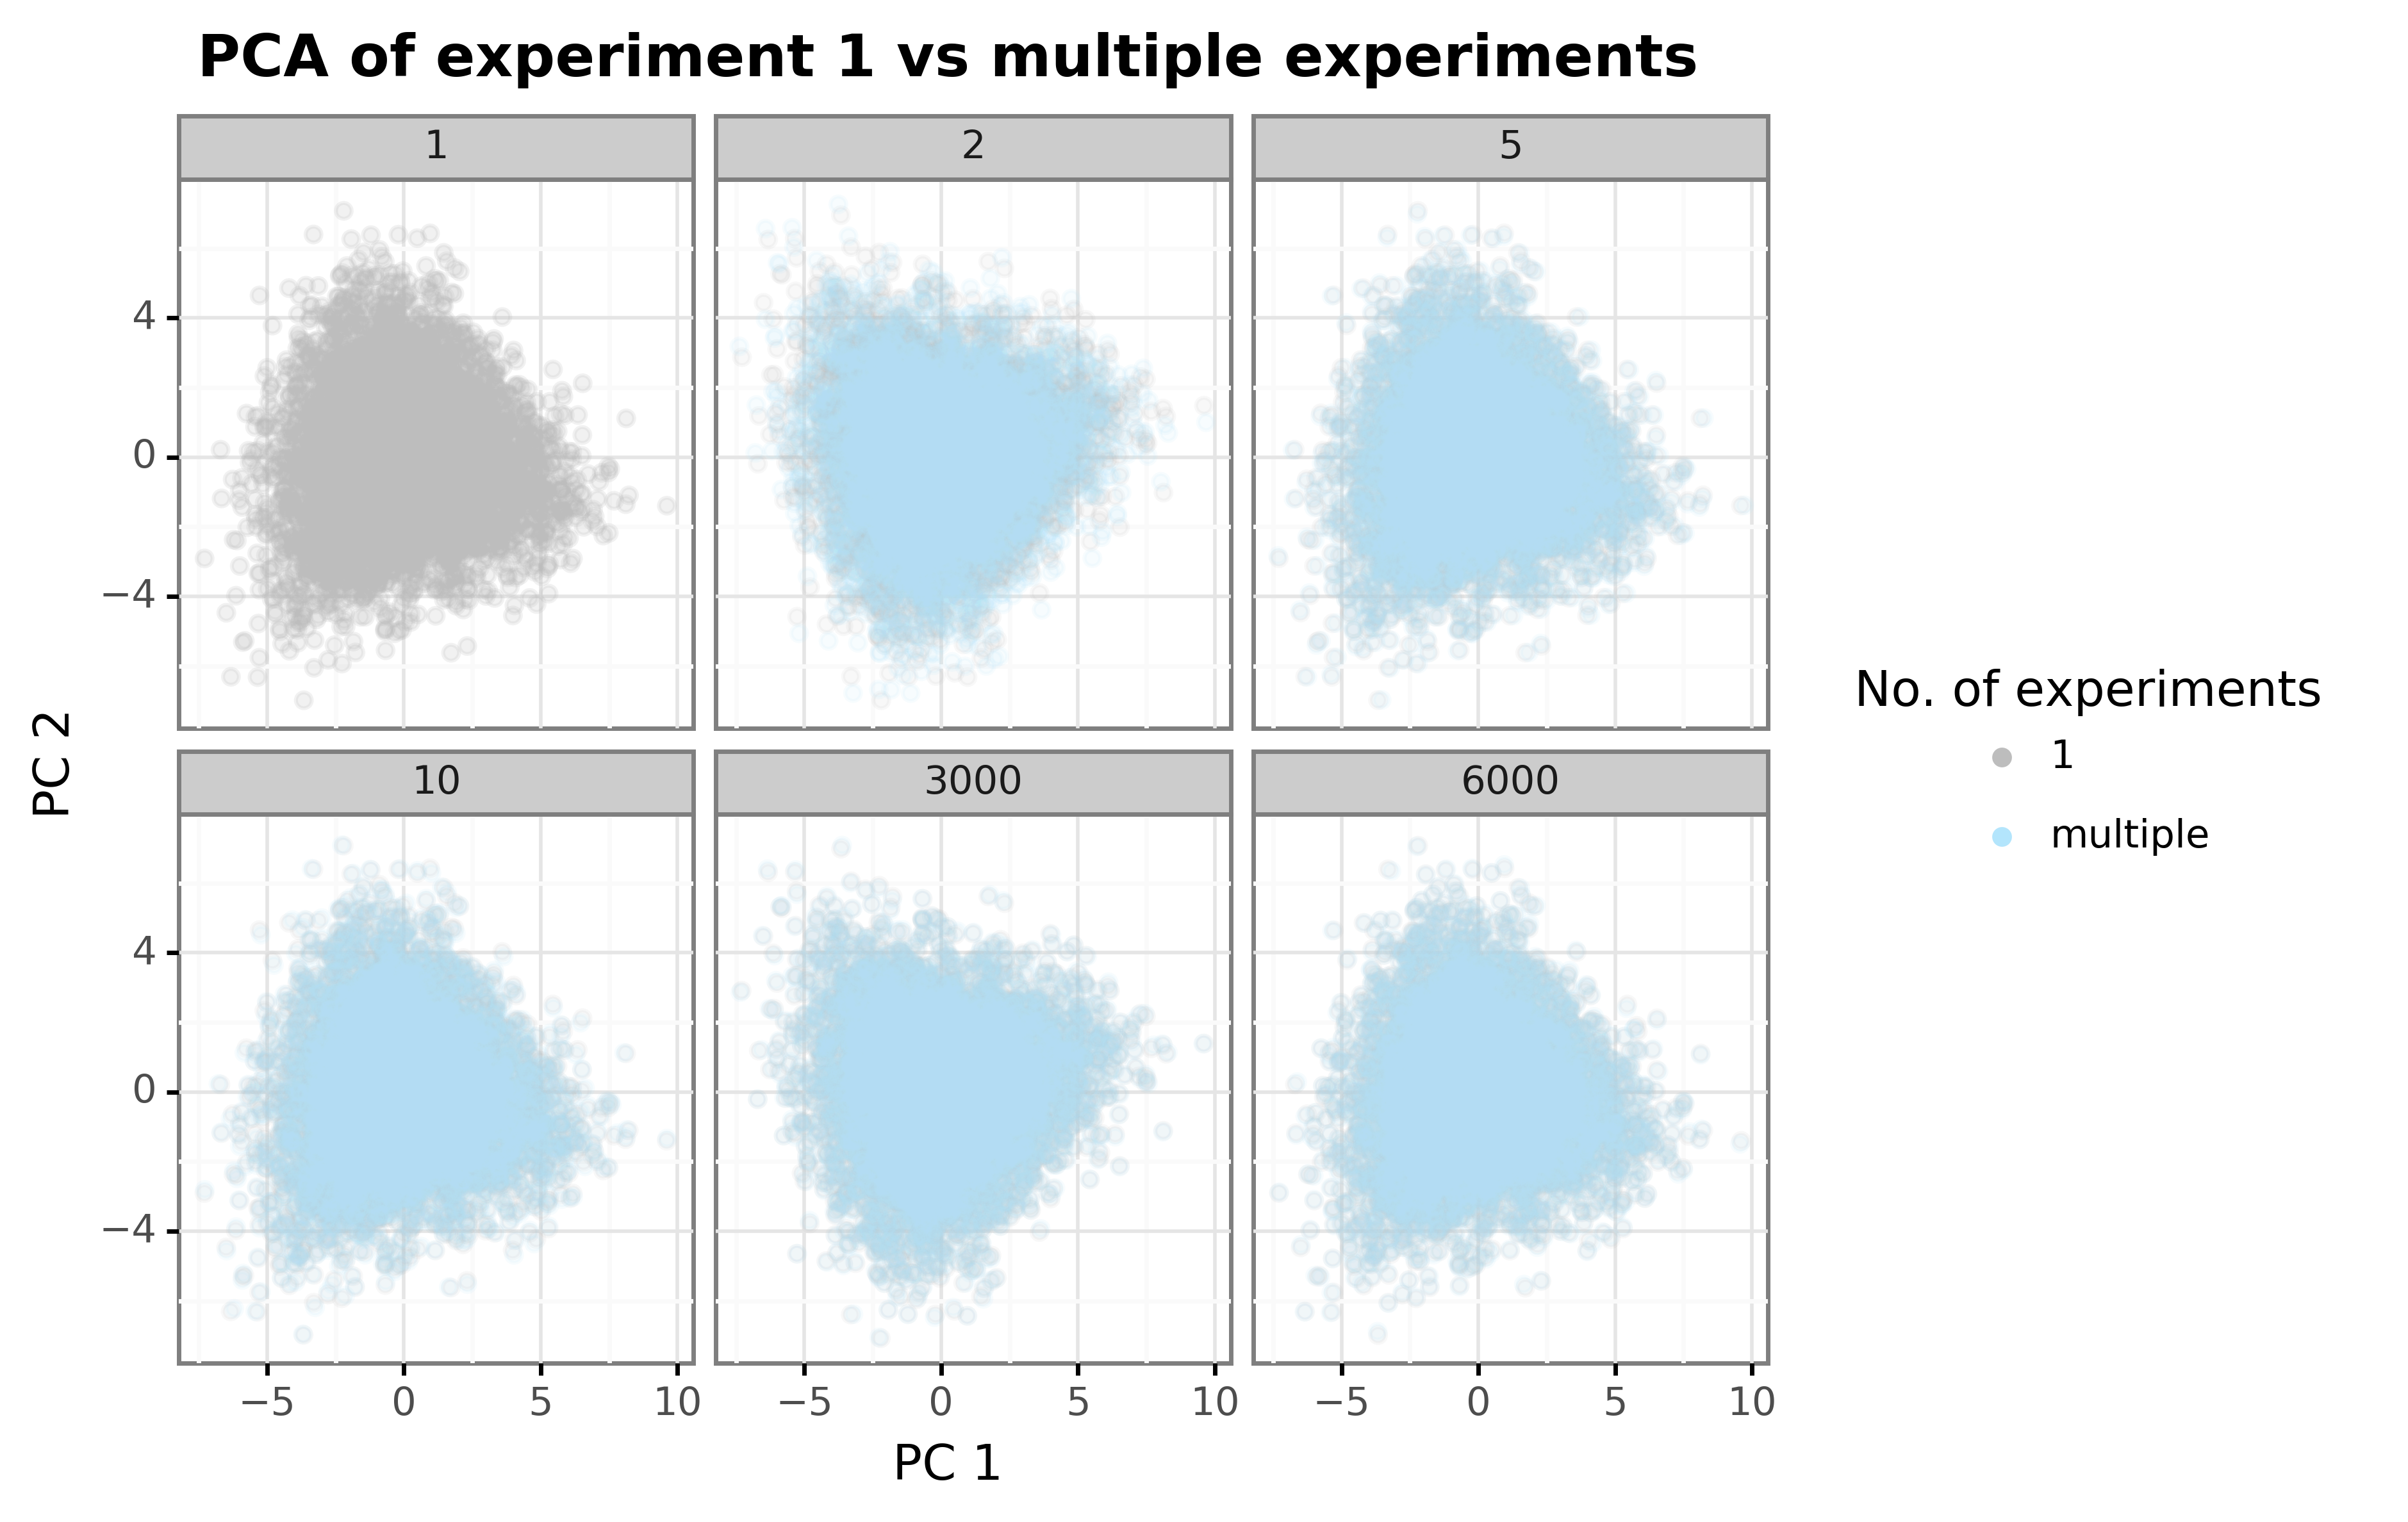 PCA of experiment 1 vs multiple experiments
1
2
5
4
0
−4
10
3000
6000
4
0
−4
−5 0 5 10
−5 0 5 10
−5 0 5 10
PC 1
PC 2
No. of experiments
1
multiple